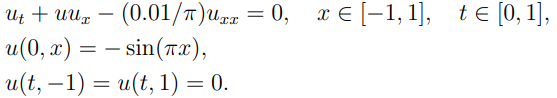 u_t + uu_x − (0.01/π)u_{xx} = 0, x ∈ [−1, 1], t ∈ [0, 1],
u(0, x) = − sin(πx),
u(t, −1) = u(t, 1) = 0.